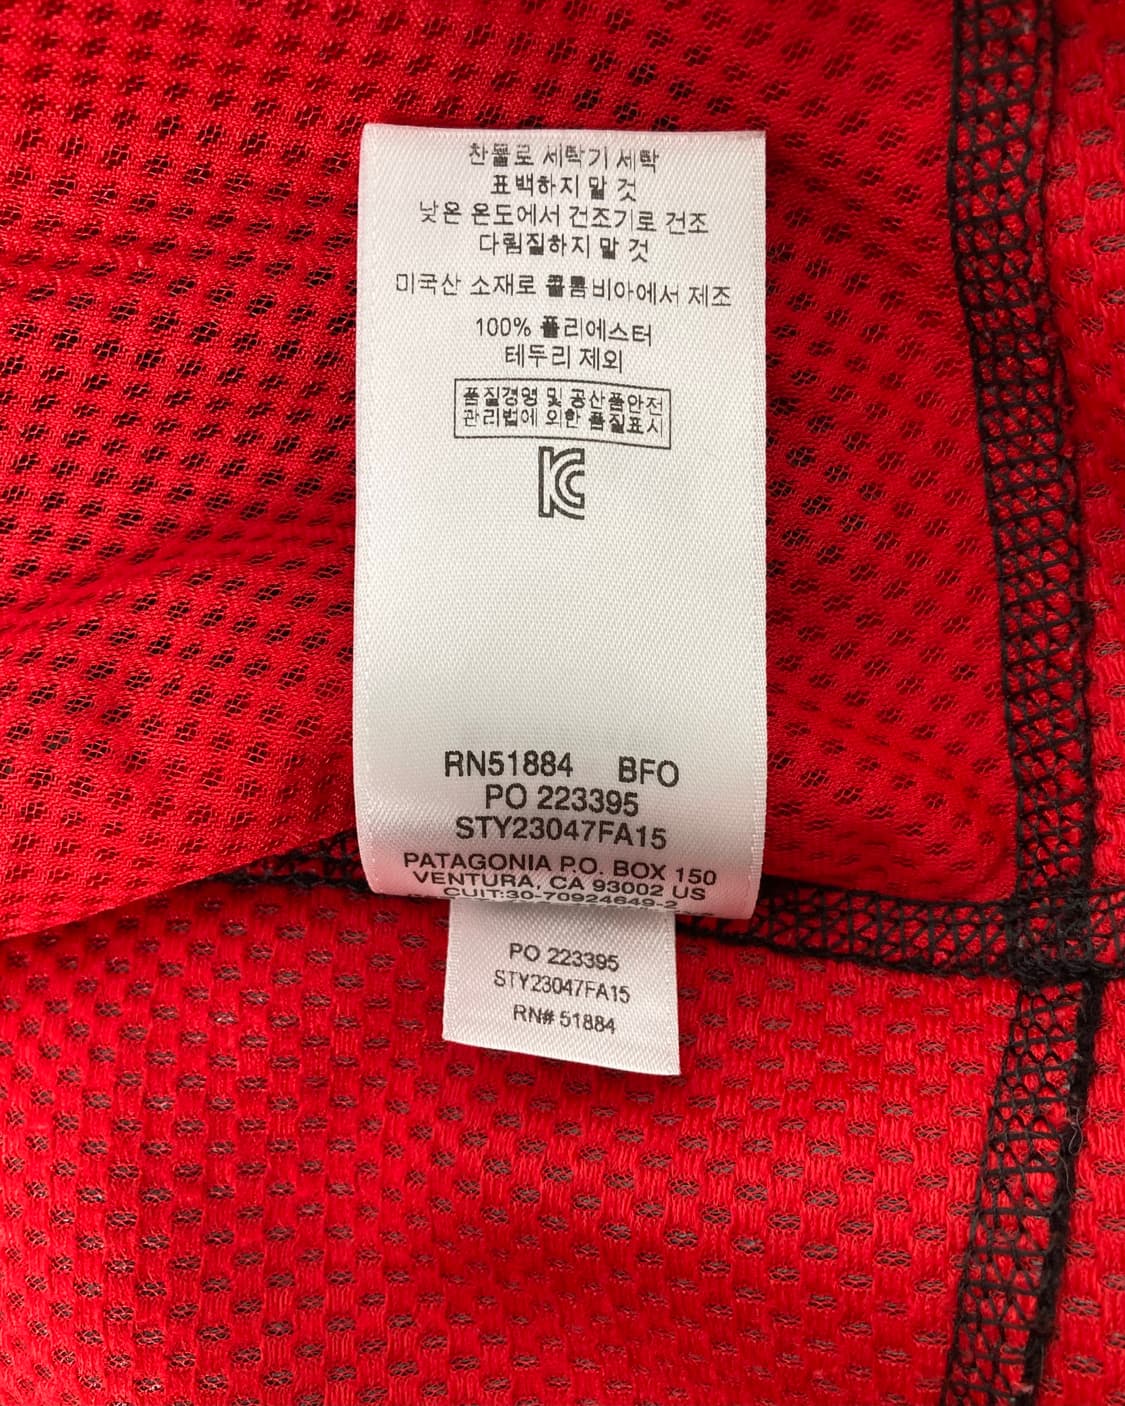 찬물로 세탁기 세탁
표백하지 말 것
낮은 온도에서 건조기로 건조
다림질하지 말 것
미국산 소재로 콜롬비아에서 제조
100% 폴리에스터
테두리 제외
품질경영 및 공산품안전
관리법에 의한 품질표시
KC
RN51884 BFO
PO 223395
STY23047FA15
PATAGONIA P.O. BOX 150
VENTURA, CA 93002 US
CUIT:30-70924649-2
PO 223395
STY23047FA15
RN# 51884